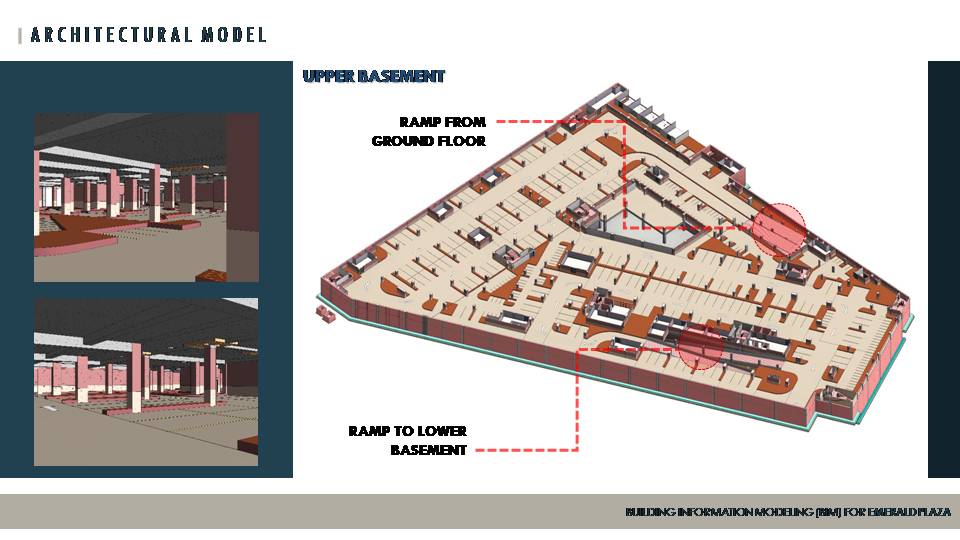 ARCHITECTURAL MODEL
UPPER BASEMENT
RAMP FROM
GROUND FLOOR
RAMP TO LOWER
BASEMENT
BUILDING INFORMATION MODELING (BIM) FOR EMERALD PLAZA